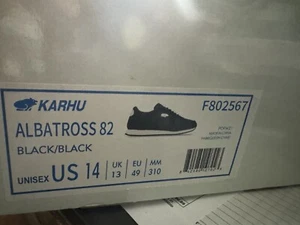 KARHU
F802567
ALBATROSS 82
BLACK/BLACK
UNISEX US 14 UK 13 EU 49 MM 310